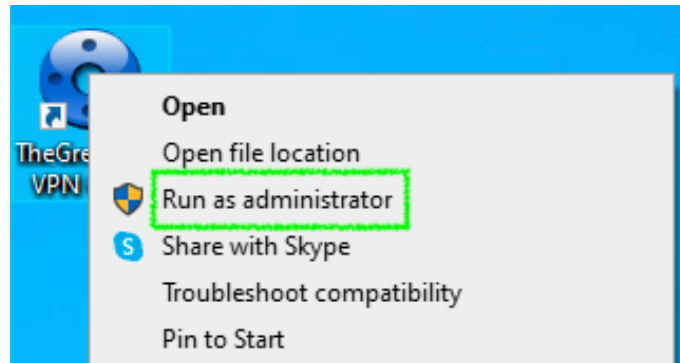 TheGre
VPN
Open
Open file location
Run as administrator
S
Share with Skype
Troubleshoot compatibility
Pin to Start